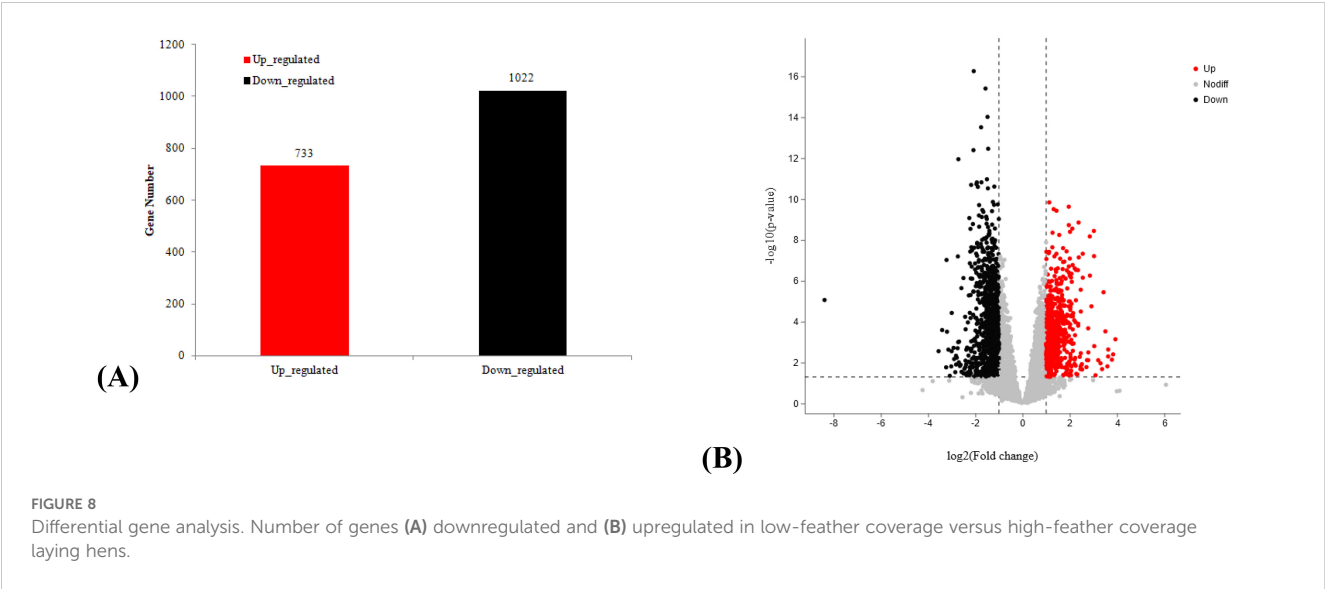 1200
1000
800
600
400
200
0
Gene Number
Up_regulated
Down_regulated
733
1022
Up_regulated
Down_regulated
(A)
16
14
12
10
8
6
4
2
0
-log10(p-value)
Up
Nodiff
Down
-8 -6 -4 -2 0 2 4 6
log2(Fold change)
(B)
FIGURE 8
Differential gene analysis. Number of genes (A) downregulated and (B) upregulated in low-feather coverage versus high-feather coverage
laying hens.